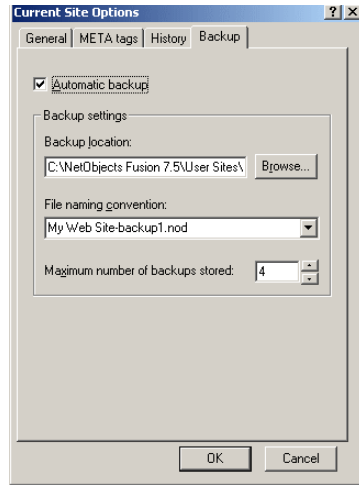 Current Site Options
General META tags History Backup
Automatic backup
Backup settings
Backup location:
C:\NetObjects Fusion 7.5\User Sites\ Browse...
File naming convention:
My Web Site-backup1.nod
Maximum number of backups stored: 4
OK Cancel